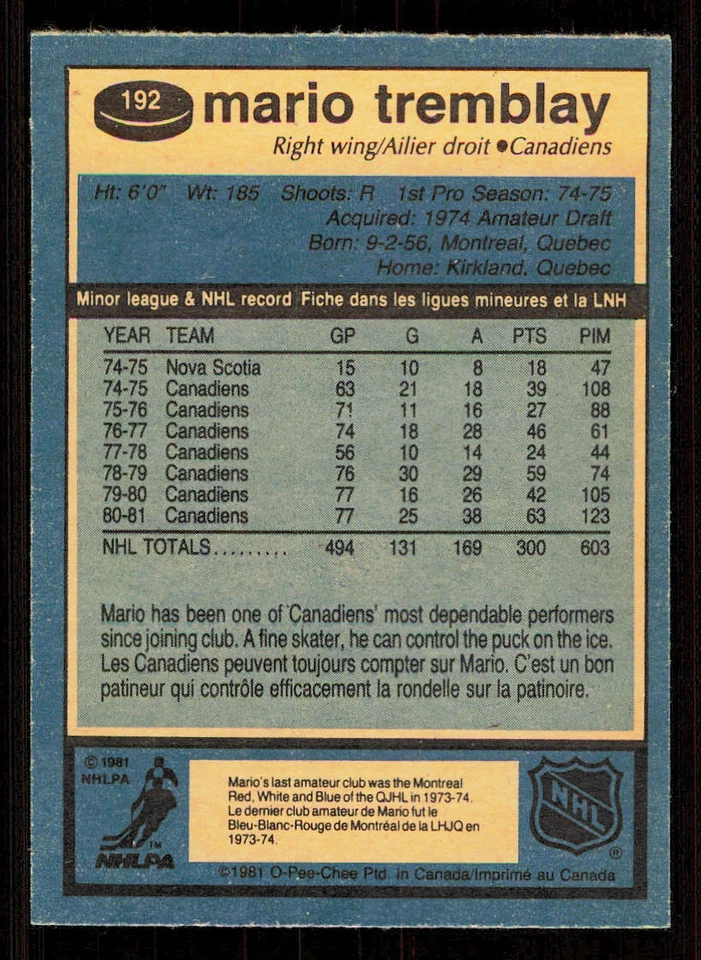 192 mario tremblay
Right wing/Ailier droit ●Canadiens
Ht: 6'0" Wt: 185 Shoots: R 1st Pro Season: 74-75
Acquired: 1974 Amateur Draft
Born: 9-2-56, Montreal, Quebec
Home: Kirkland, Quebec
Minor league & NHL record Fiche dans les ligues mineures et la LNH
YEAR TEAM GP G A PTS PIM
74-75 Nova Scotia 15 10 8 18 47
74-75 Canadiens 63 21 18 39 108
75-76 Canadiens 71 11 16 27 88
76-77 Canadiens 74 18 28 46 61
77-78 Canadiens 56 10 14 24 44
78-79 Canadiens 76 30 29 59 74
79-80 Canadiens 77 16 26 42 105
80-81 Canadiens 77 25 38 63 123
NHL TOTALS......... 494 131 169 300 603
Mario has been one of Canadiens' most dependable performers
since joining club. A fine skater, he can control the puck on the ice.
Les Canadiens peuvent toujours compter sur Mario. C'est un bon
patineur qui contrôle efficacement la rondelle sur la patinoire.
© 1981
NHLPA
TM
NHLPA
Mario's last amateur club was the Montreal
Red, White and Blue of the QJHL in 1973-74.
Le dernier club amateur de Mario fut le
Bleu-Blanc-Rouge de Montréal de la LHJQ en
1973-74.
NHL
®
©1981 O-Pee-Chee Ptd. in Canada/Imprimé au Canada